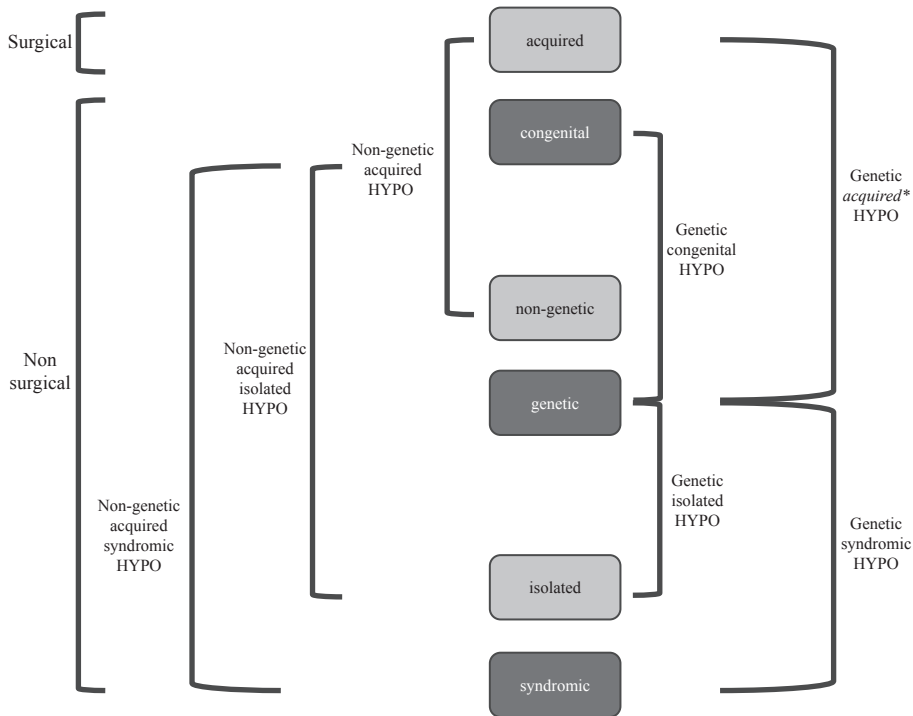 Surgical
Non
surgical
Non-genetic
acquired
syndromic
HYPO
Non-genetic
acquired
isolated
HYPO
Non-genetic
acquired
HYPO
acquired
congenital
non-genetic
genetic
isolated
syndromic
Genetic
congenital
HYPO
Genetic
isolated
HYPO
Genetic
acquired*
HYPO
Genetic
syndromic
HYPO